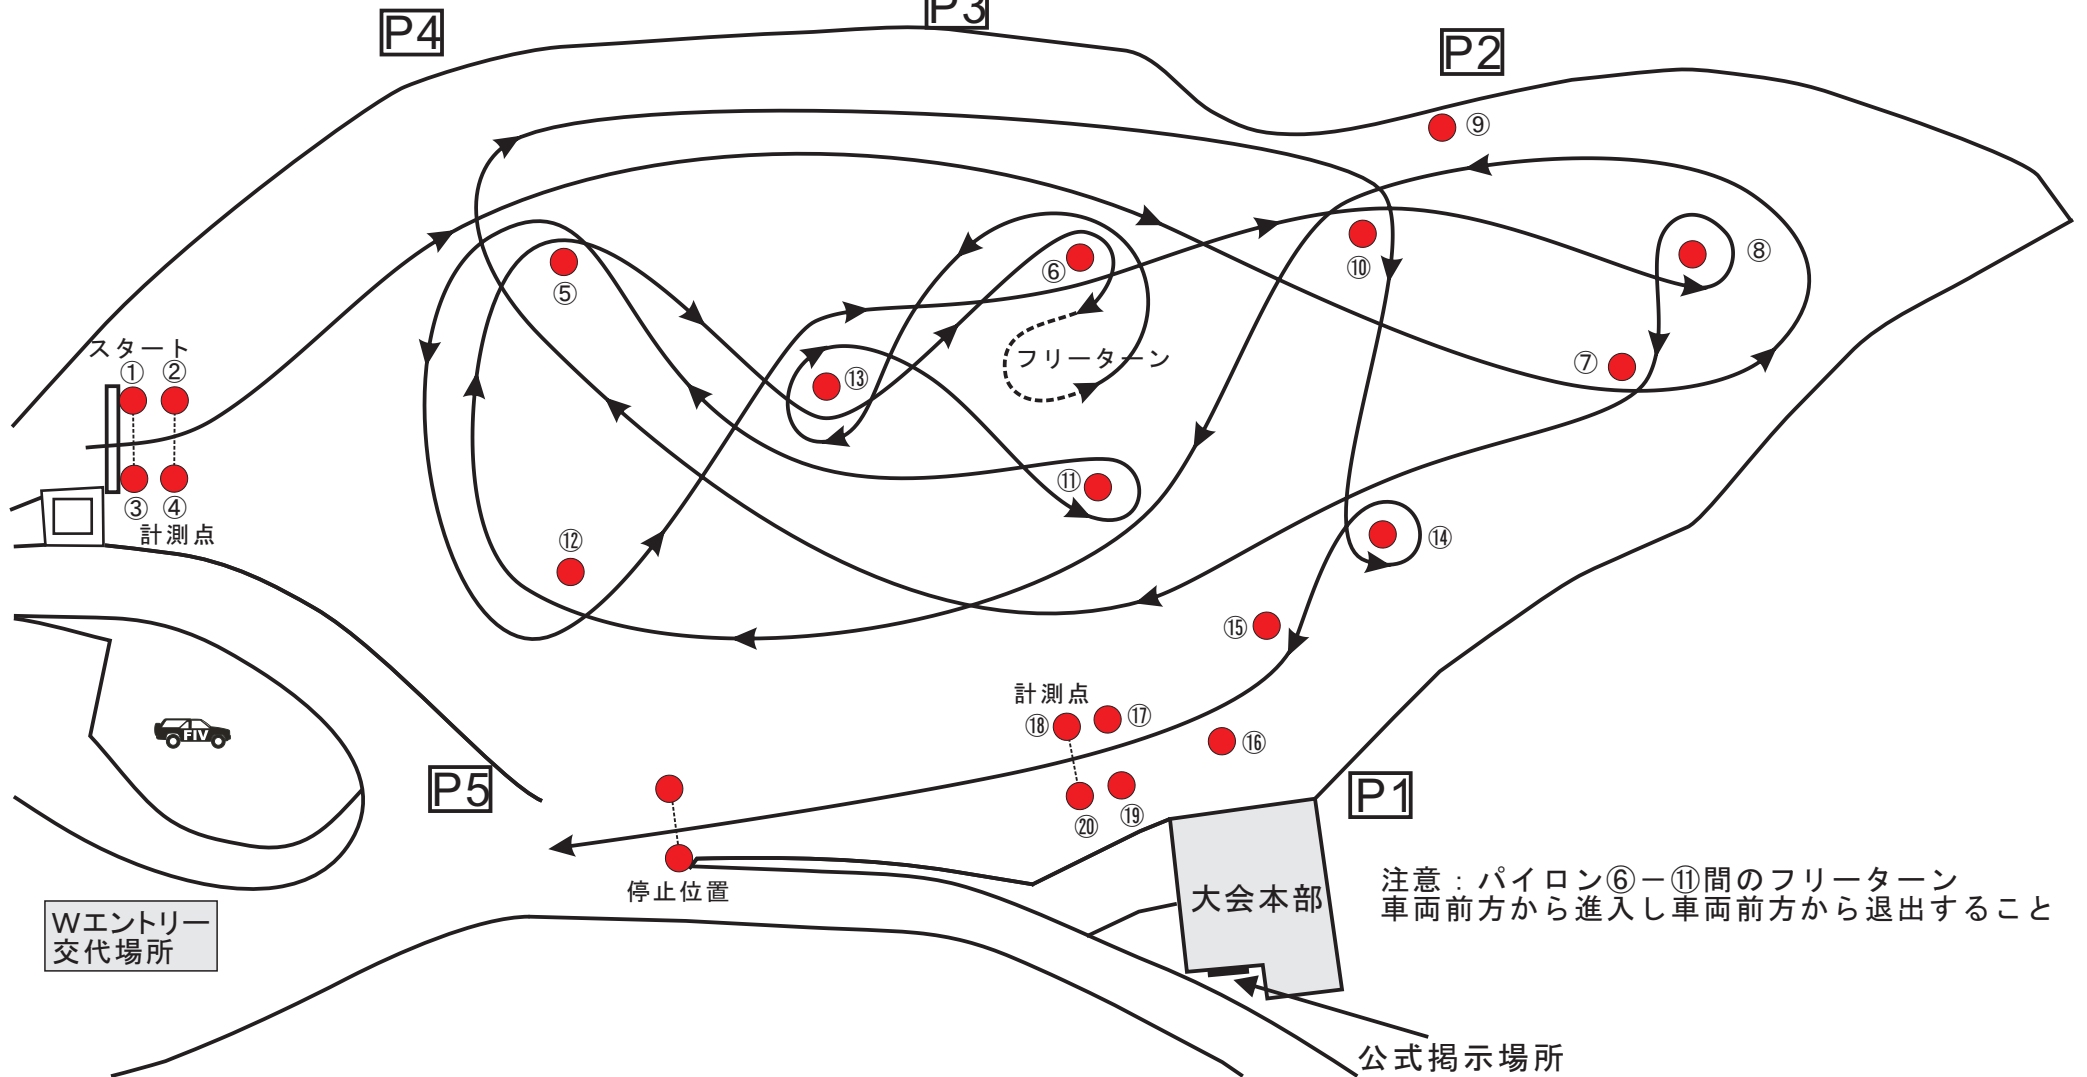 P4
P3
P2
⑨
⑧
⑥
⑤
⑩
フリーターン
⑦
スタート
① ②
⑬
⑪
③ ④
計測点
⑫
⑭
⑮
計測点
⑱ ⑰
⑯
FIV
P5
P1
⑳ ⑲
停止位置
注意：パイロン⑥－⑪間のフリーターン
車両前方から進入し車両前方から退出すること
大会本部
Wエントリー
交代場所
公式掲示場所